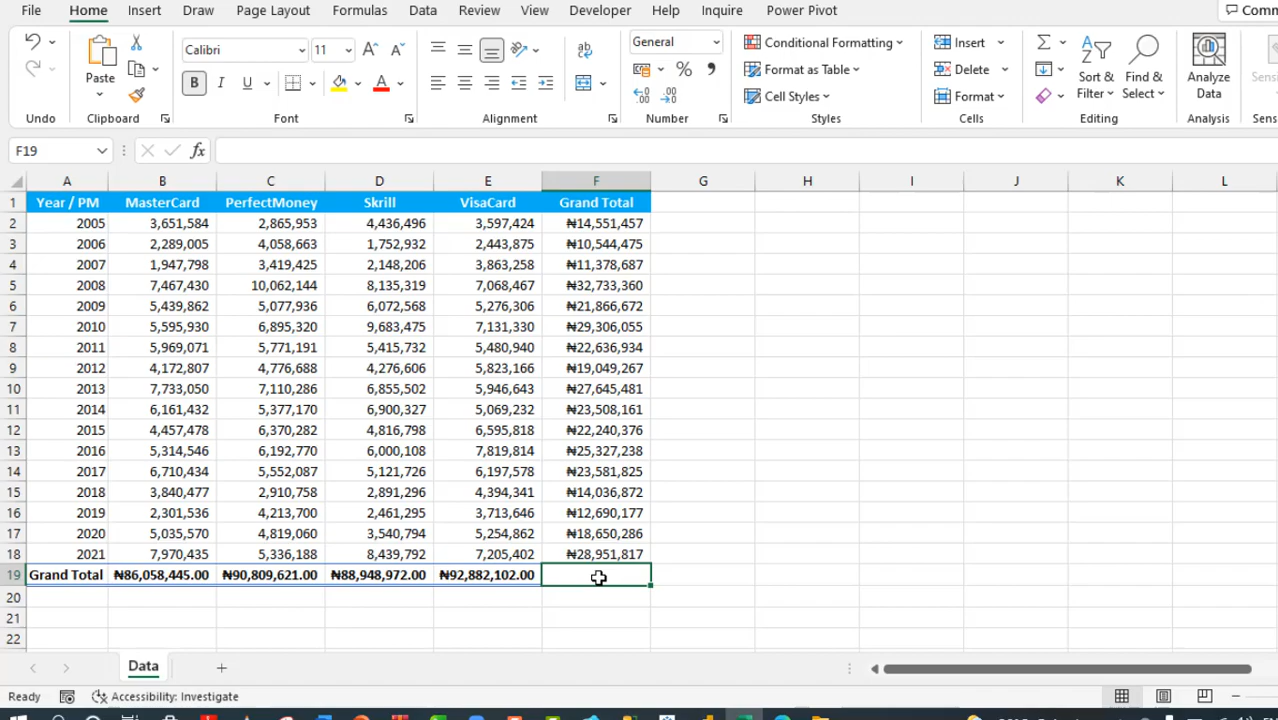 File Home Insert Draw Page Layout Formulas Data Review View Developer Help Inquire Power Pivot
Calibri 11 General Conditional Formatting Insert
Paste B I U Format as Table Delete Sort & Find & Analyze
Cell Styles Format Filter Select Data
Undo Clipboard Font Alignment Number Styles Cells Editing Analysis
F19 fx
A B C D E F G H I J K L
1 Year / PM MasterCard PerfectMoney Skrill VisaCard Grand Total
2 2005 3,651,584 2,865,953 4,436,496 3,597,424 ₦14,551,457
3 2006 2,289,005 4,058,663 1,752,932 2,443,875 ₦10,544,475
4 2007 1,947,798 3,419,425 2,148,206 3,863,258 ₦11,378,687
5 2008 7,467,430 10,062,144 8,135,319 7,068,467 ₦32,733,360
6 2009 5,439,862 5,077,936 6,072,568 5,276,306 ₦21,866,672
7 2010 5,595,930 6,895,320 9,683,475 7,131,330 ₦29,306,055
8 2011 5,969,071 5,771,191 5,415,732 5,480,940 ₦22,636,934
9 2012 4,172,807 4,776,688 4,276,606 5,823,166 ₦19,049,267
10 2013 7,733,050 7,110,286 6,855,502 5,946,643 ₦27,645,481
11 2014 6,161,432 5,377,170 6,900,327 5,069,232 ₦23,508,161
12 2015 4,457,478 6,370,282 4,816,798 6,595,818 ₦22,240,376
13 2016 5,314,546 6,192,770 6,000,108 7,819,814 ₦25,327,238
14 2017 6,710,434 5,552,087 5,121,726 6,197,578 ₦23,581,825
15 2018 3,840,477 2,910,758 2,891,296 4,394,341 ₦14,036,872
16 2019 2,301,536 4,213,700 2,461,295 3,713,646 ₦12,690,177
17 2020 5,035,570 4,819,060 3,540,794 5,254,862 ₦18,650,286
18 2021 7,970,435 5,336,188 8,439,792 7,205,402 ₦28,951,817
19 Grand Total ₦86,058,445.00 ₦90,809,621.00 ₦88,948,972.00 ₦92,882,102.00
20
21
22
Data
Ready Accessibility: Investigate